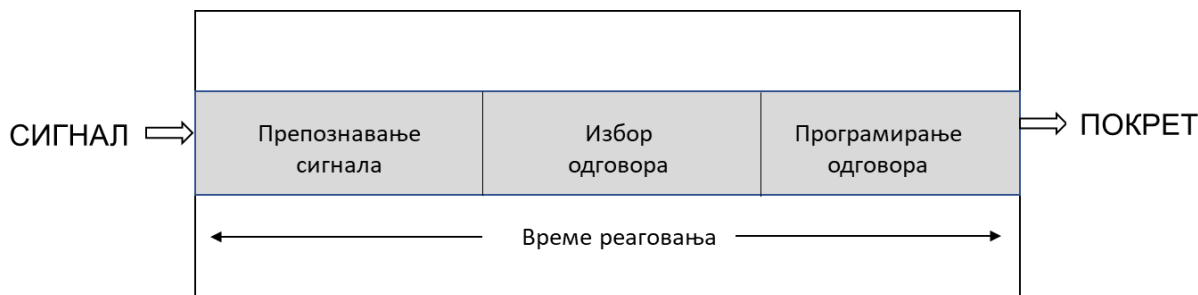 СИГНАЛ
Препознавање
сигнала
Избор
одговора
Програмирање
одговора
ПОКРЕТ
Време реаговања